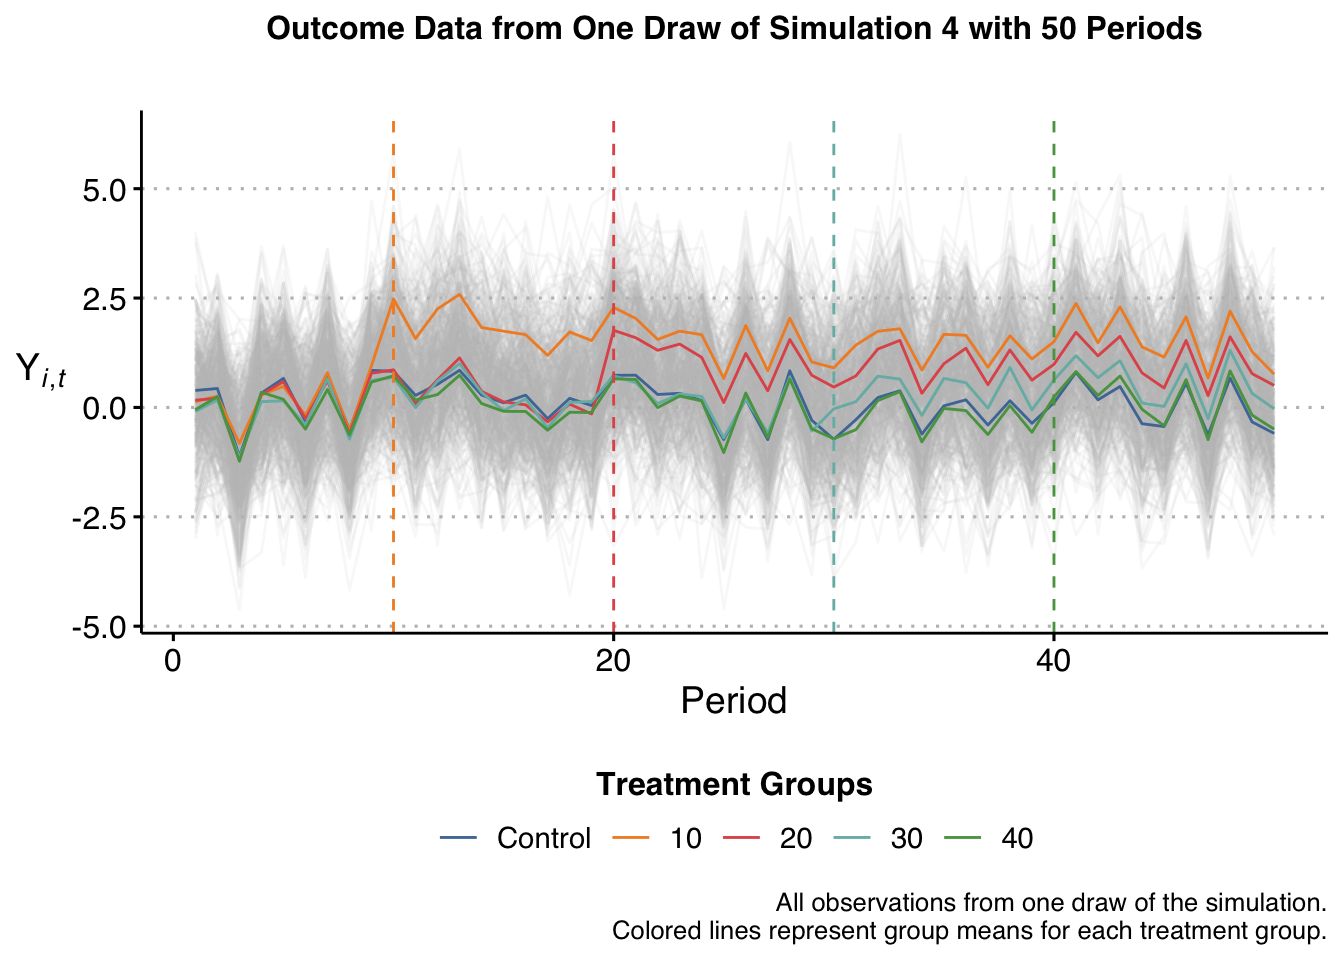 Outcome Data from One Draw of Simulation 4 with 50 Periods
Y i,t
5.0
2.5
0.0
-2.5
-5.0
0 20 40
Period
Treatment Groups
Control 10 20 30 40
All observations from one draw of the simulation.
Colored lines represent group means for each treatment group.